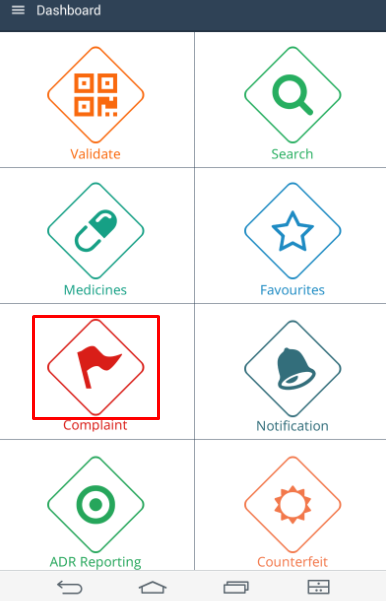 Dashboard
Validate
Search
Medicines
Favourites
Complaint
Notification
ADR Reporting
Counterfeit